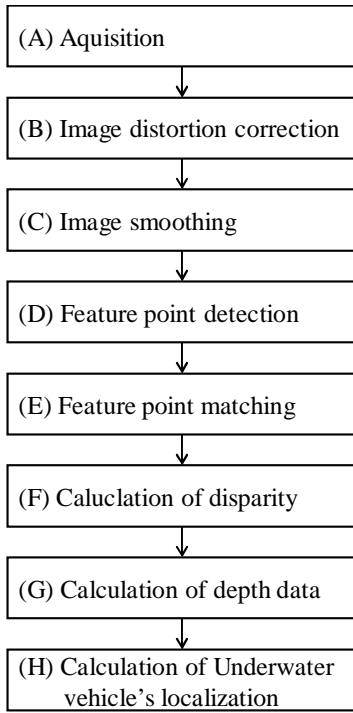 (A) Aquisition
(B) Image distortion correction
(C) Image smoothing
(D) Feature point detection
(E) Feature point matching
(F) Caluclation of disparity
(G) Calculation of depth data
(H) Calculation of Underwater
vehicle's localization